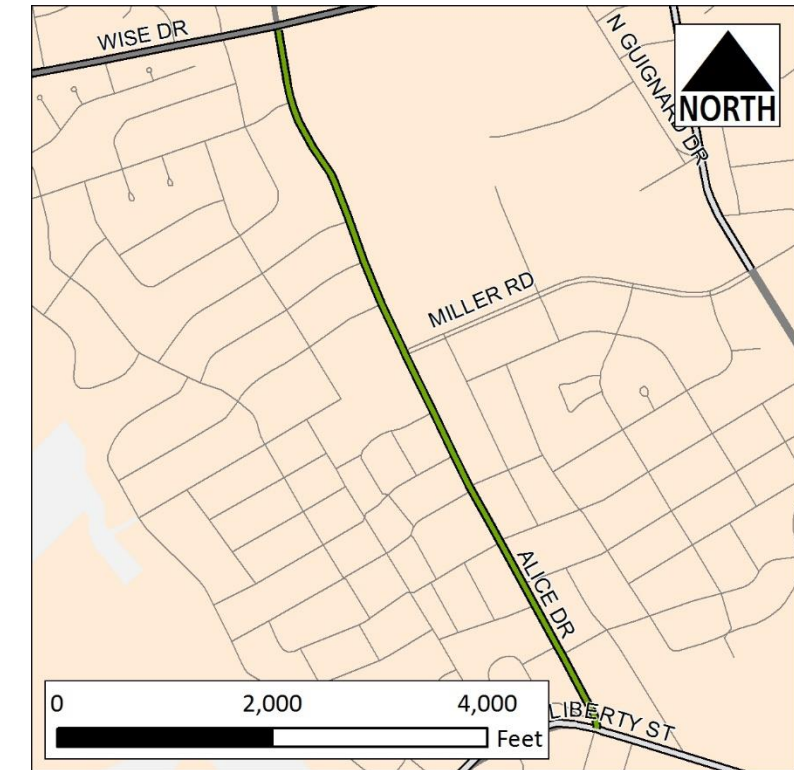 WISE DR
N GUIGNARD DR
NORTH
MILLER RD
ALICE DR
LIBERTY ST
0 2,000 4,000
Feet